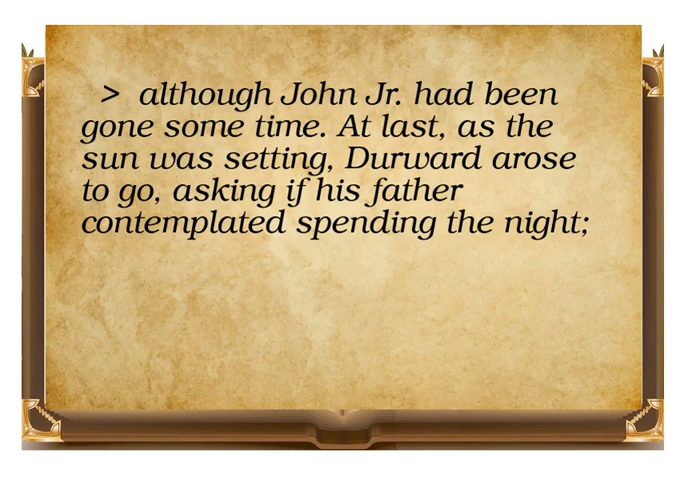 > although John Jr. had been
gone some time. At last, as the
sun was setting, Durward arose
to go, asking if his father
contemplated spending the night;